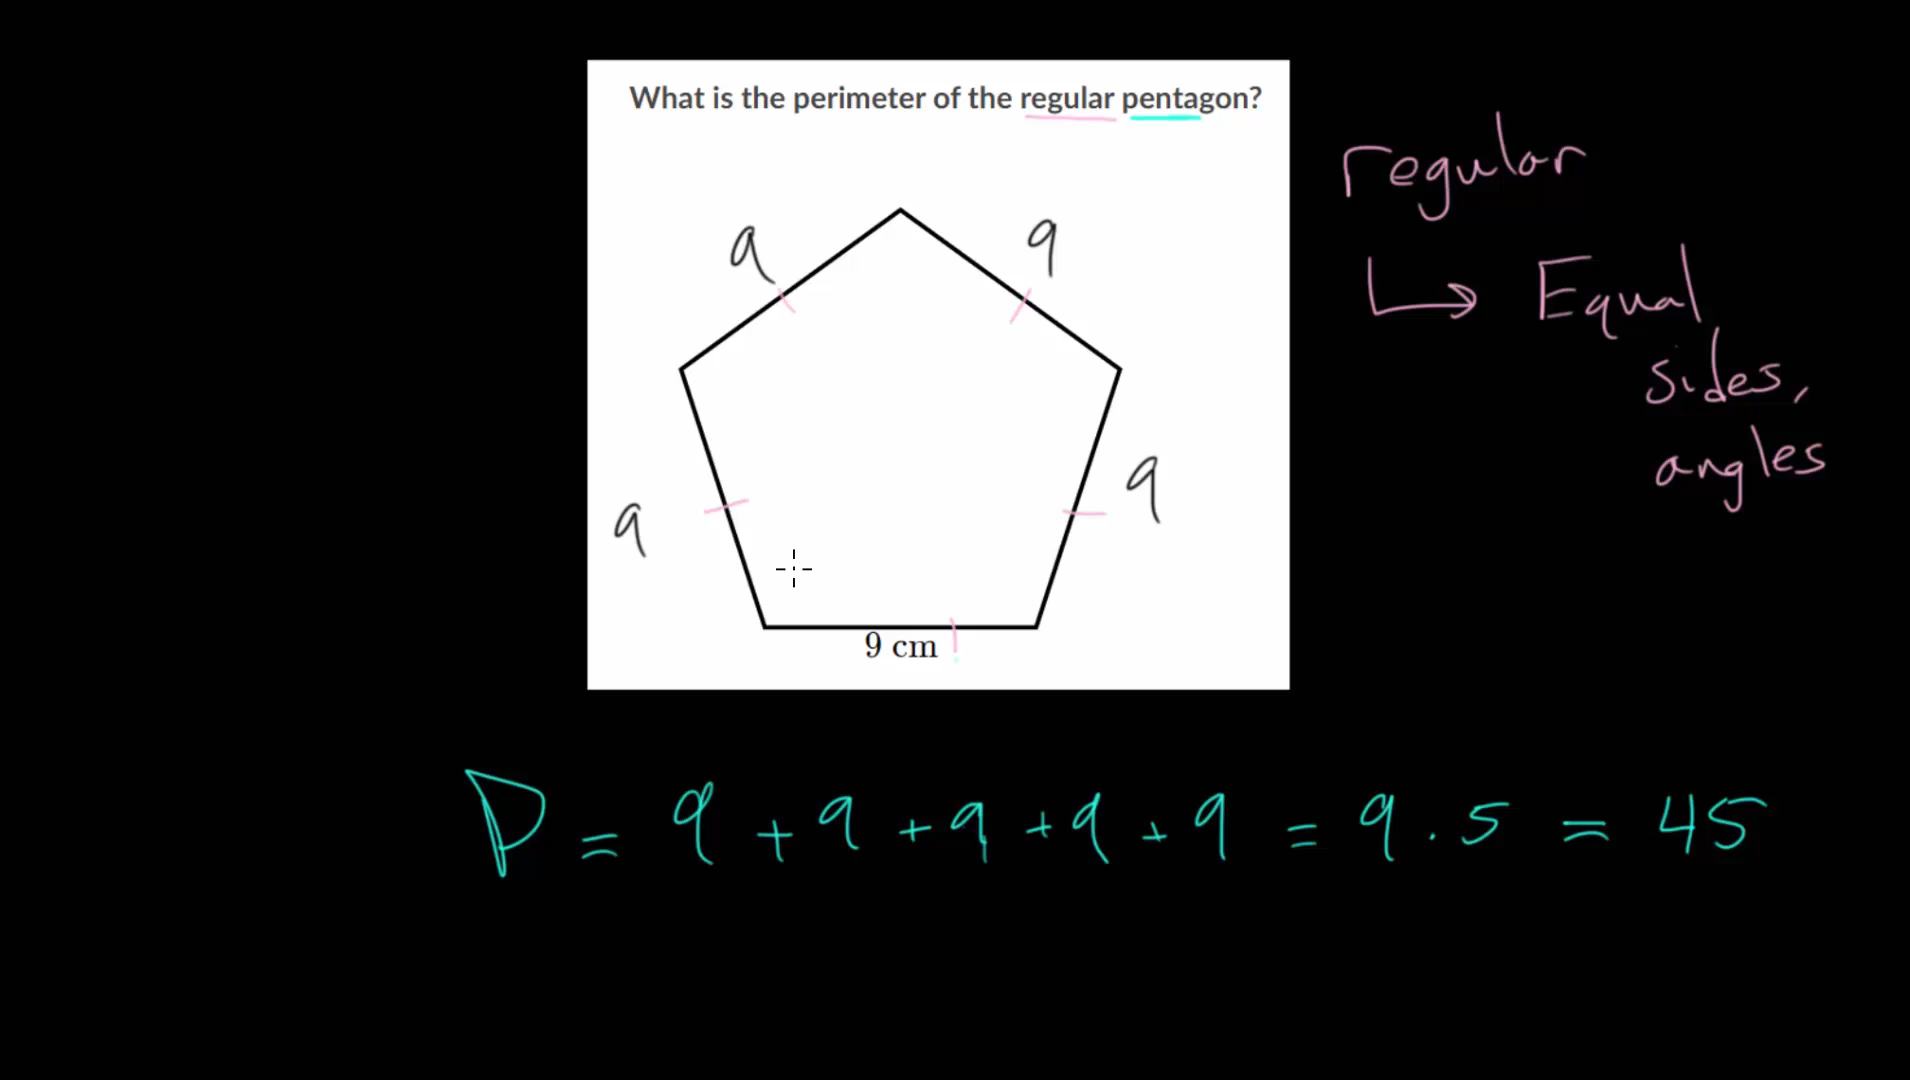 What is the perimeter of the regular pentagon?
regular
Equal
sides,
angles
9
9
9
9
9 cm
P = 9 + 9 + 9 + 9 + 9 = 9 . 5 = 45